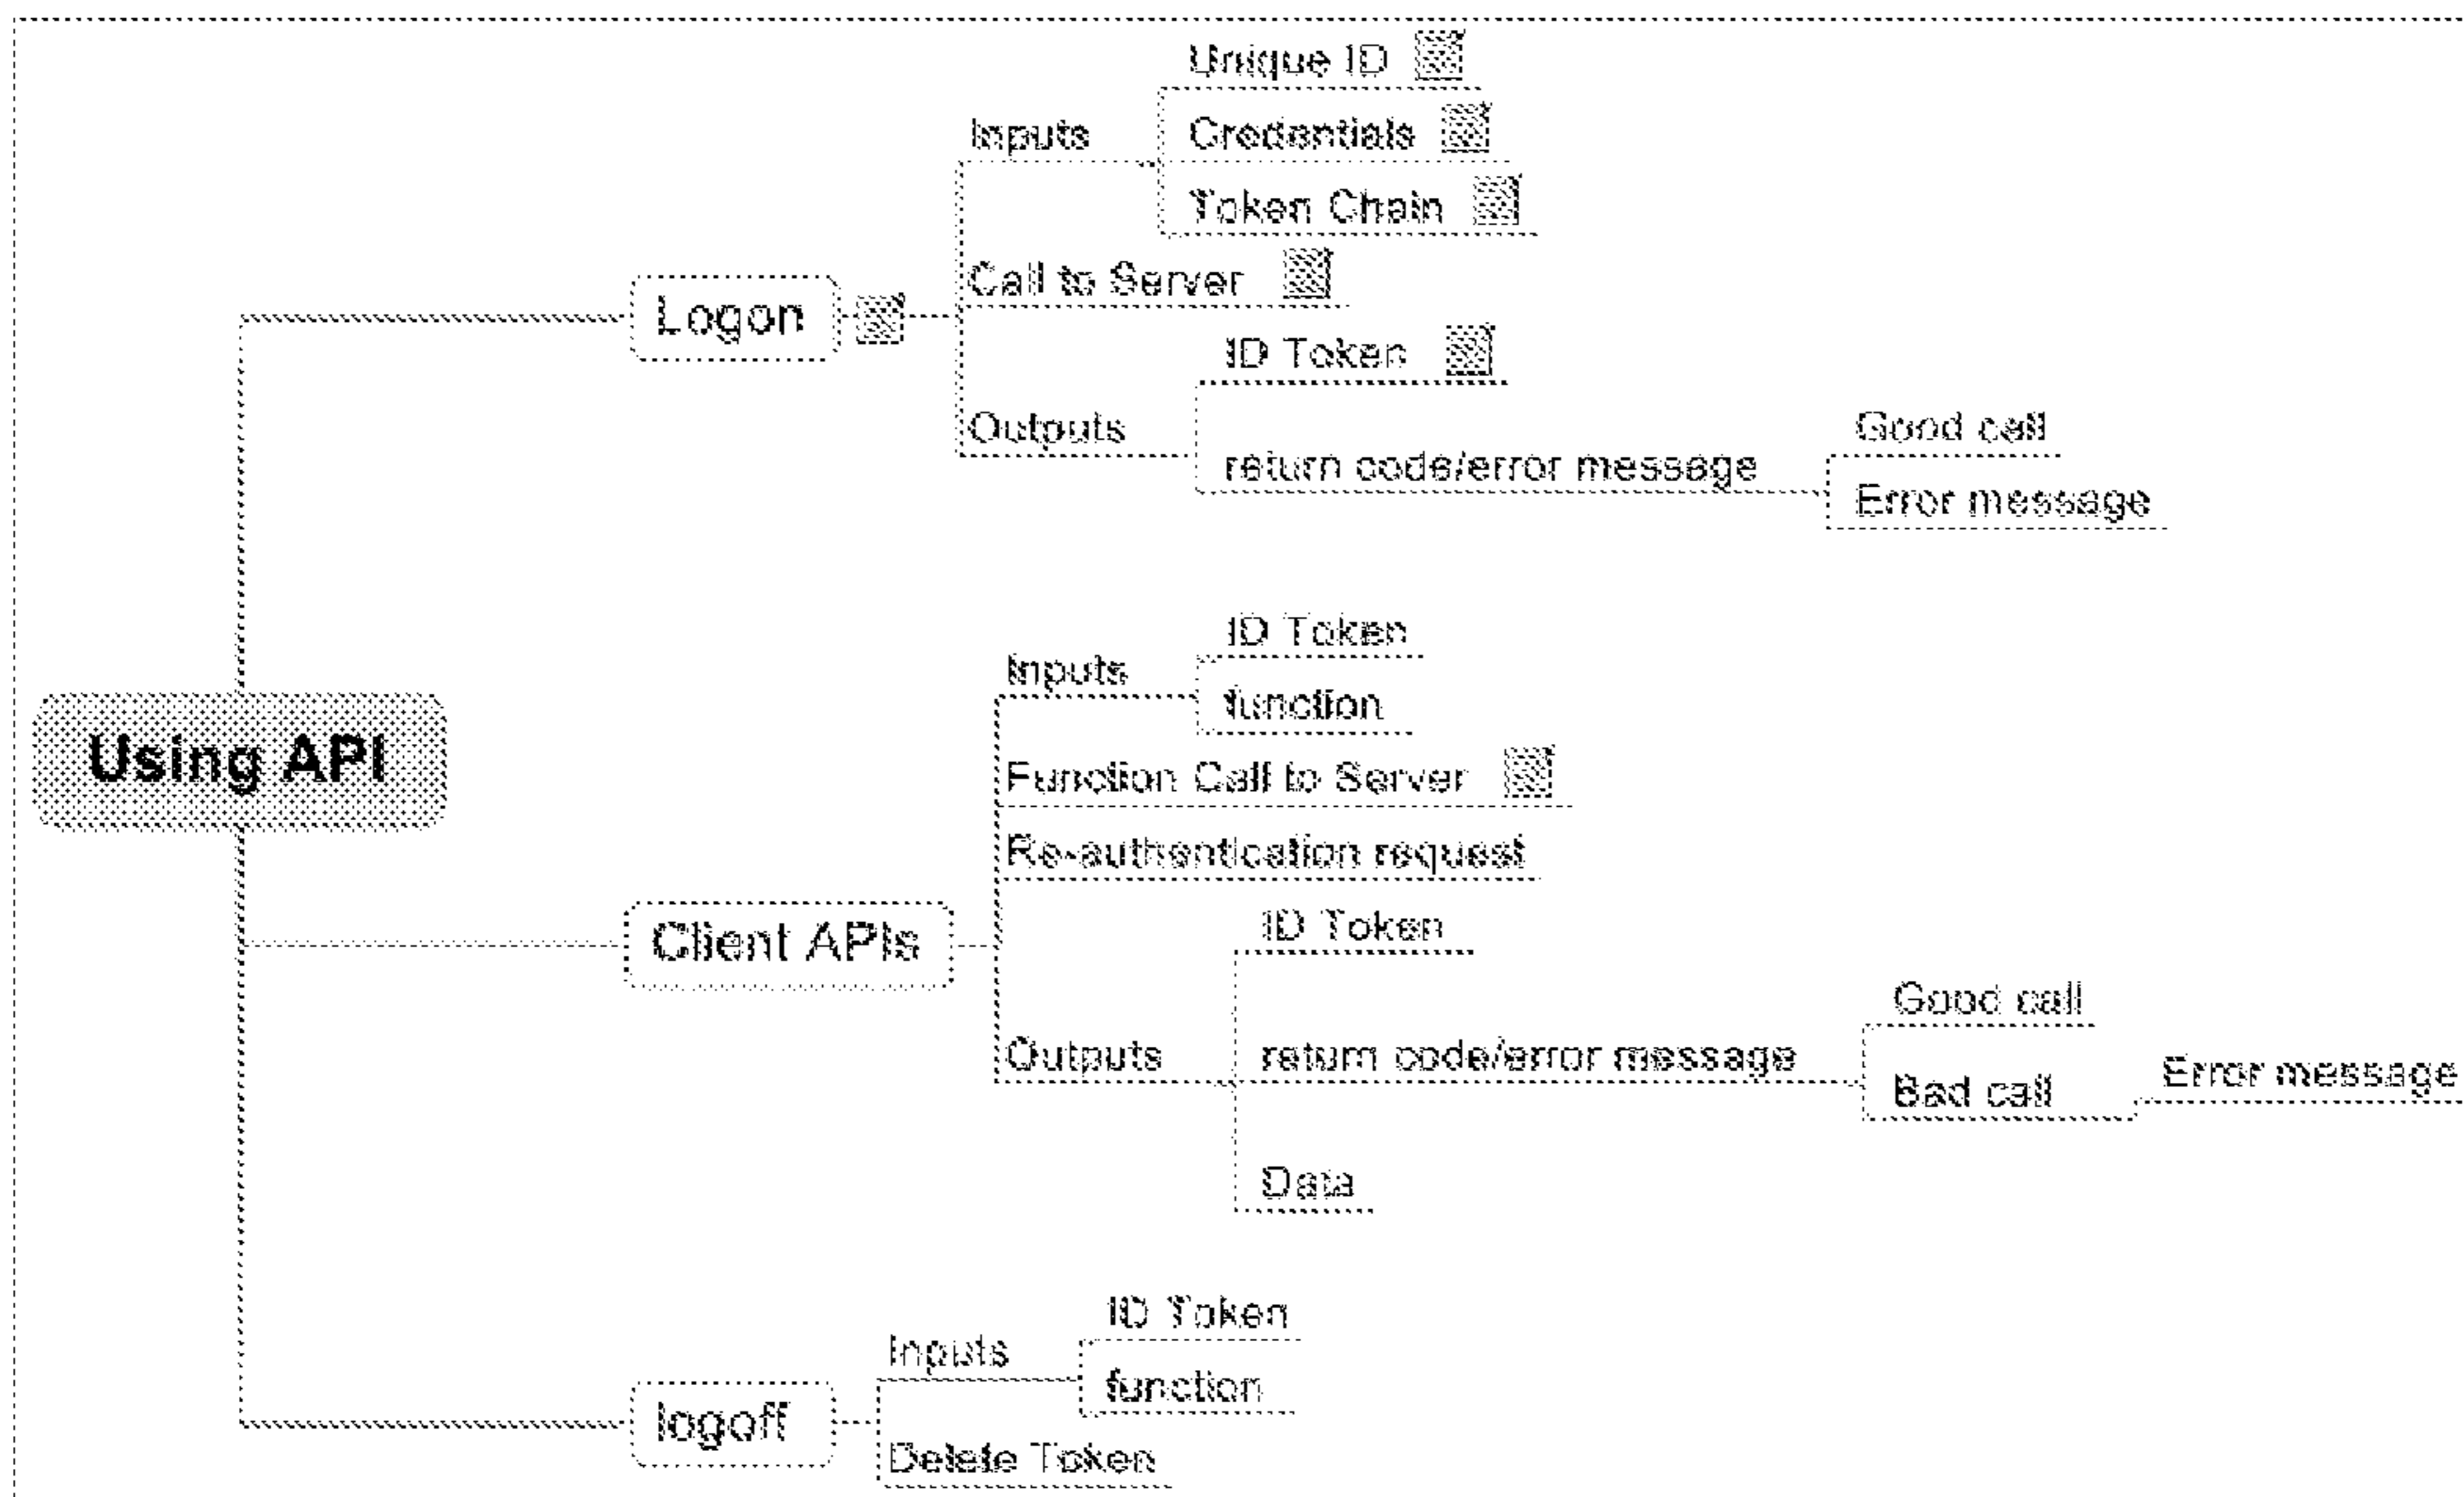 Unique ID
Inputs
Credentials
Token Chain
Call to Server
Logon
ID Token
Outputs
return code/error message
Good call
Error message
Using API
ID Token
Inputs
function
Function Call to Server
Re-authentication request
Client APIs
ID Token
Outputs
return code/error message
Good call
Bad call
Error message
Data
ID Token
Inputs
function
logoff
Delete Token